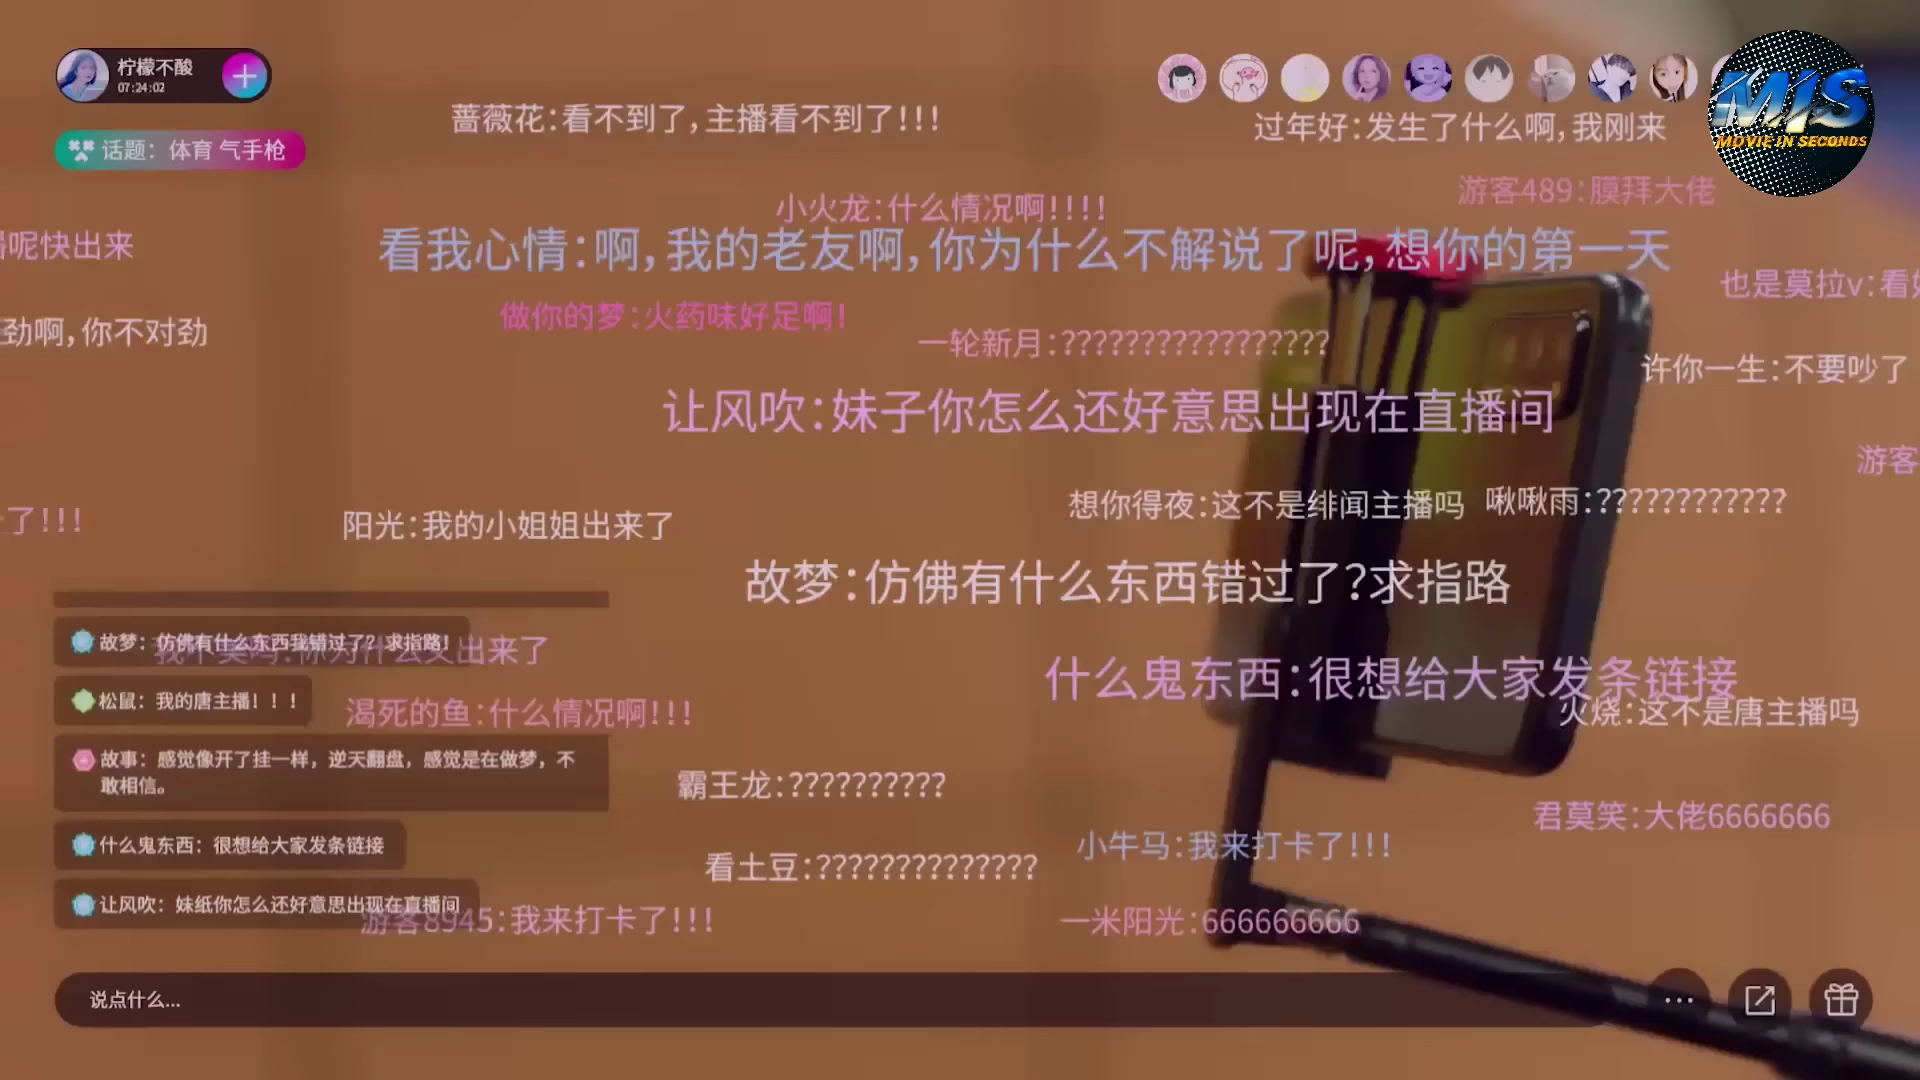 柠檬不酸
07:24:02
MIS
MOVIE IN SECONDS
蔷薇花:看不到了,主播看不到了!!!
过年好:发生了什么啊,我刚来
话题: 体育 气手枪
游客489:膜拜大佬
小火龙:什么情况啊!!!!
呢快出来
看我心情:啊,我的老友啊,你为什么不解说了呢,想你的第一天
也是莫拉v:看
做你的梦:火药味好足啊!
劲啊,你不对劲
一轮新月:?????????????????
许你一生:不要吵了
让风吹:妹子你怎么还好意思出现在直播间
游客
想你得夜:这不是绯闻主播吗
啾啾雨:????????????
了!!!
阳光:我的小姐姐出来了
故梦:仿佛有什么东西错过了?求指路
故梦: 仿佛有什么东西我错过了? 求指路!
我不美吗:你为什么又出来了
什么鬼东西:很想给大家发条链接
松鼠: 我的唐主播! ! !
渴死的鱼:什么情况啊!!!
火烧:这不是唐主播吗
故事: 感觉像开了挂一样, 逆天翻盘, 感觉是在做梦, 不
敢相信。
霸王龙:??????????
君莫笑:大佬6666666
什么鬼东西: 很想给大家发条链接
小牛马:我来打卡了!!!
看土豆:??????????????
让风吹: 妹纸你怎么还好意思出现在直播间
游客8945:我来打卡了!!!
一米阳光:666666666
说点什么...